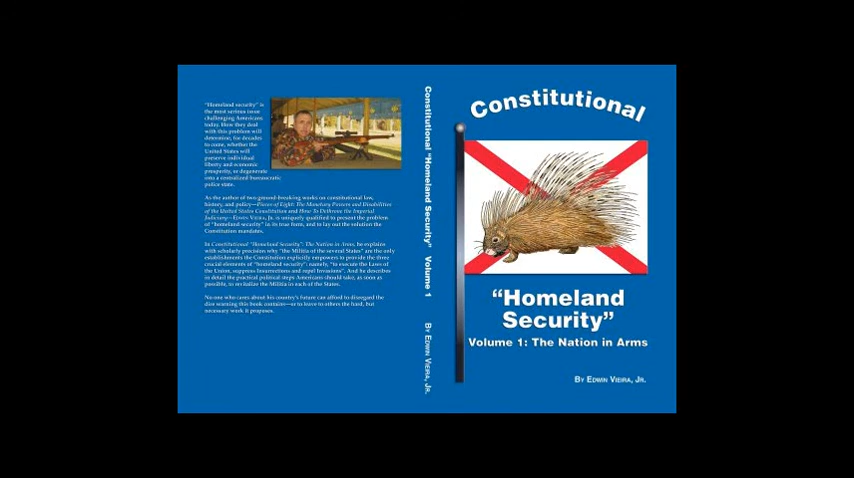 "Homeland security" is
the most serious issue
challenging Americans
today. How they deal
with this problem will
determine, for decades
to come, whether the
United States will
preserve individual
liberty and economic
prosperity, or degenerate
into a centralized bureaucratic
police state.
As the author of two ground-breaking works on constitutional law,
history, and policy—Pieces of Eight: The Monetary Powers and Disabilities
of the United States Constitution and How To Dethrone the Imperial
Judiciary—EDWIN VIEIRA, JR. is uniquely qualified to present the problem
of "homeland security" in its true form, and to lay out the solution the
Constitution mandates.
In Constitutional "Homeland Security": The Nation in Arms, he explains
with scholarly precision why "the Militia of the several States" are the only
establishments the Constitution explicitly empowers to provide the three
crucial elements of "homeland security": namely, "to execute the Laws of
the Union, suppress Insurrections and repel Invasions". And he describes
in detail the practical political steps Americans should take, as soon as
possible, to revitalize the Militia in each of the States.
No one who cares about his country's future can afford to disregard the
dire warning this book contains—or to leave to others the hard, but
necessary work it proposes.
Constitutional "Homeland Security" Volume 1 BY EDWIN VIEIRA, JR.
Constitutional
"Homeland
Security"
Volume 1: The Nation in Arms
BY EDWIN VIEIRA, JR.